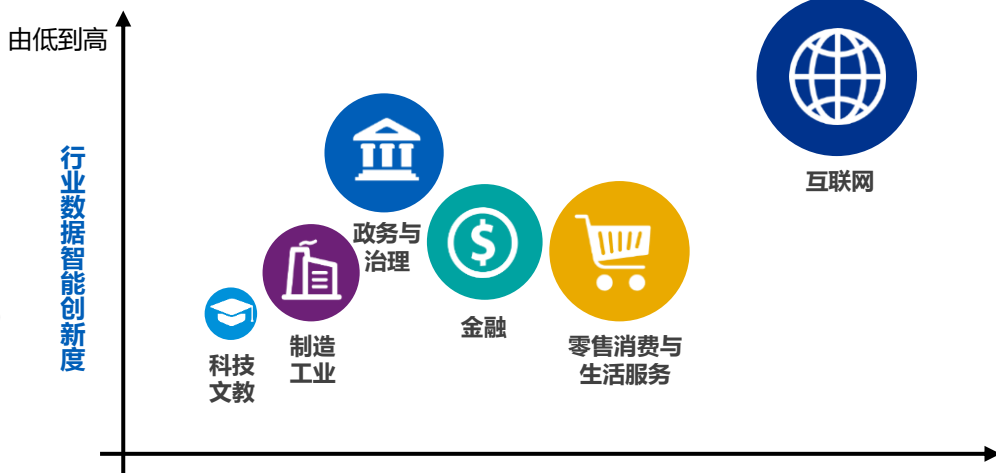 由低到高
行业数据智能创新度
互联网
政务与
治理
金融
零售消费与
生活服务
制造
工业
科技
文教